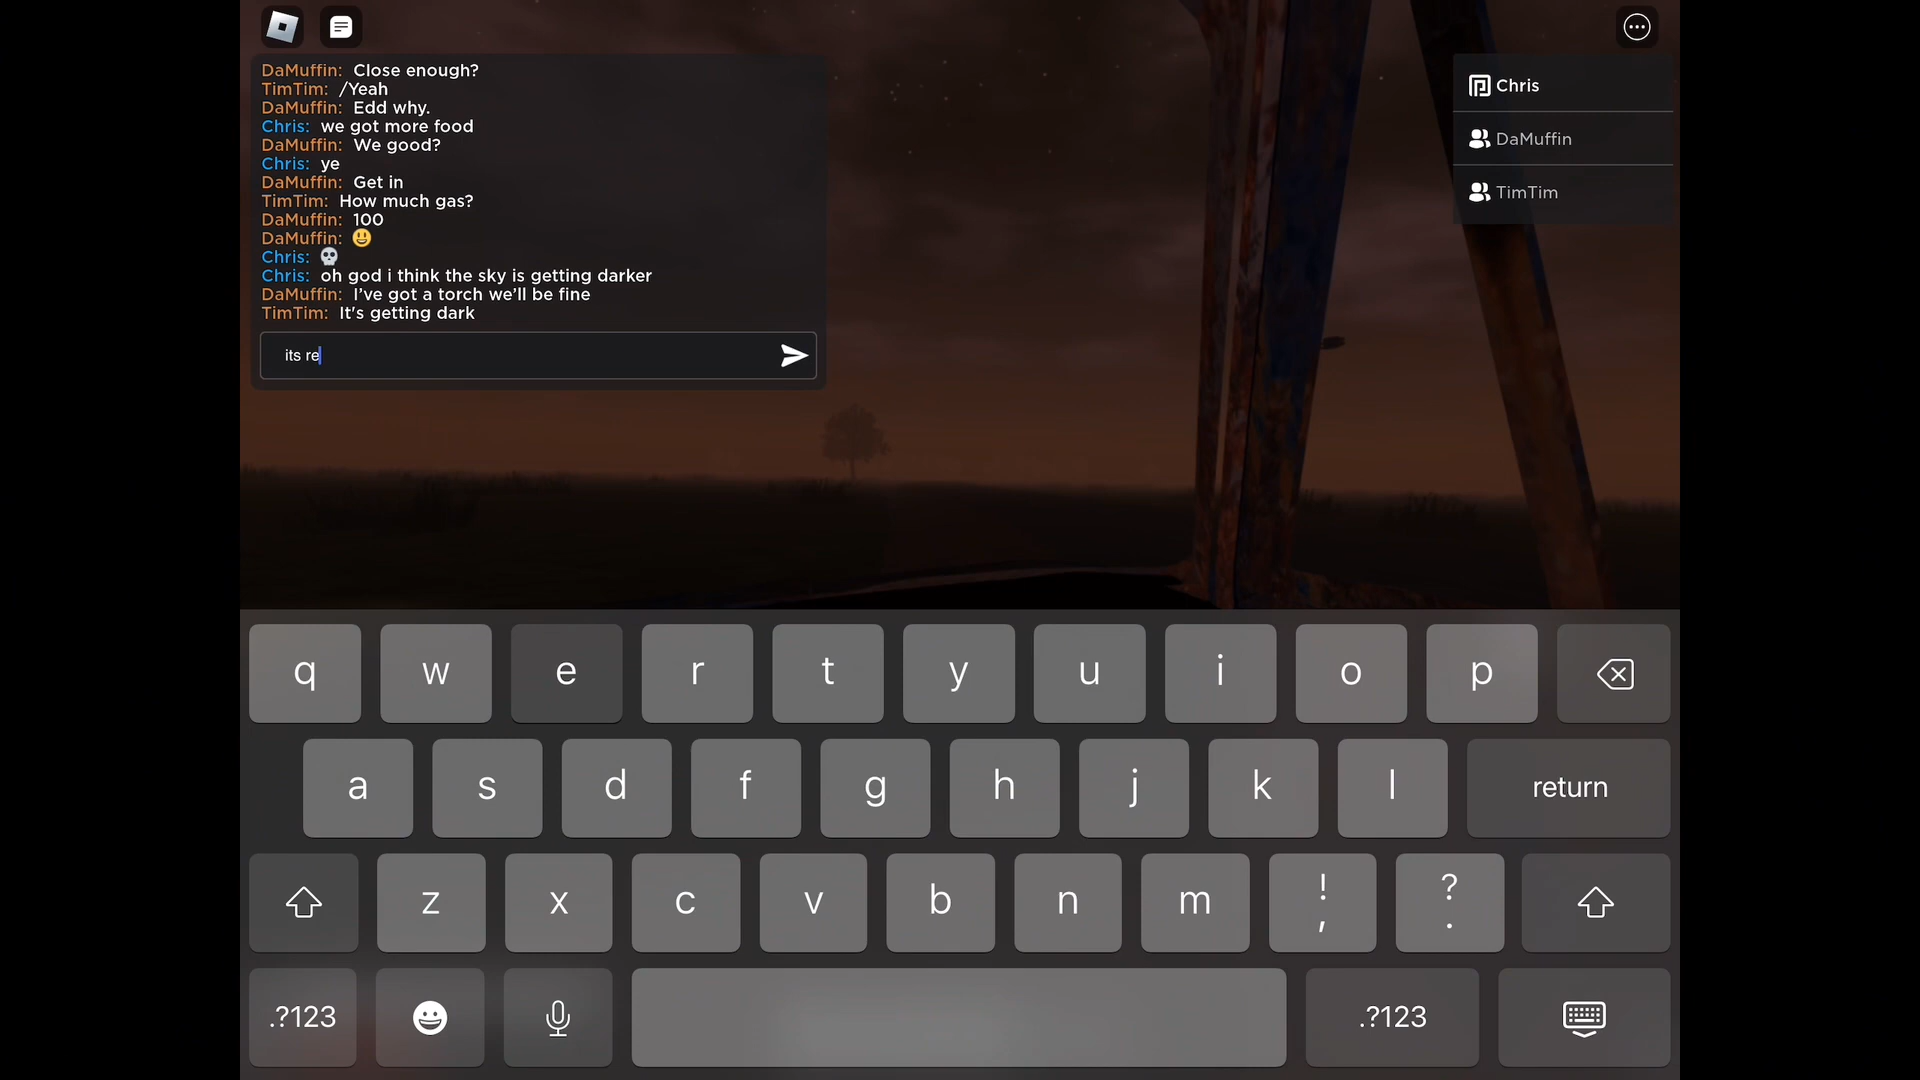 DaMuffin: Close enough?
TimTim: /Yeah
DaMuffin: Edd why.
Chris: we got more food
DaMuffin: We good?
Chris: ye
DaMuffin: Get in
TimTim: How much gas?
DaMuffin: 100
DaMuffin: 😃
Chris: 💀
Chris: oh god i think the sky is getting darker
DaMuffin: I’ve got a torch we’ll be fine
TimTim: It's getting dark
its re
Chris
DaMuffin
TimTim
q w e r t y u i o p
a s d f g h j k l return
z x c v b n m ! , ? .
.?123 .?123